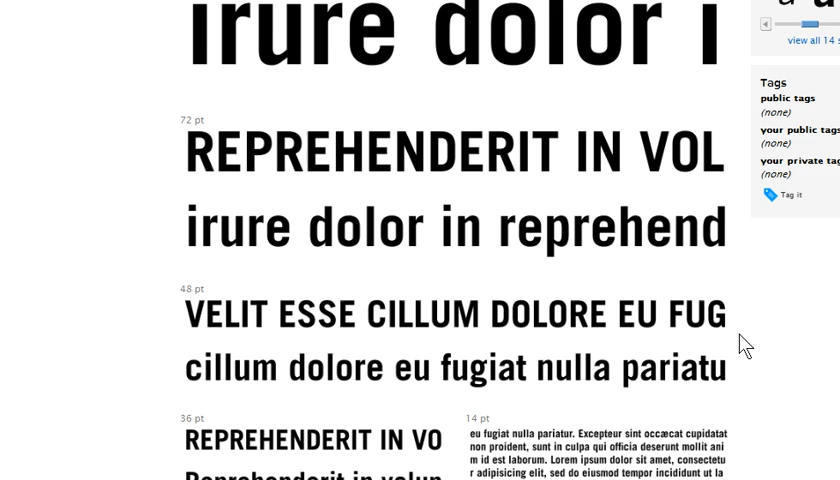 irure dolor i
72 pt
REPREHENDERIT IN VOL
irure dolor in reprehend
48 pt
VELIT ESSE CILLUM DOLORE EU FUG
cillum dolore eu fugiat nulla pariatu
36 pt
REPREHENDERIT IN VO
Reprehenderit in volup
14 pt
eu fugiat nulla pariatur. Excepteur sint occæcat cupidatat
non proident, sunt in culpa qui officia deserunt mollit ani
m id est laborum. Lorem ipsum dolor sit amet, consectetu
r adipisicing elit, sed do eiusmod tempor incididunt ut la
view all 14 s
Tags
public tags
(none)
your public tags
(none)
your private tag
(none)
Tag it